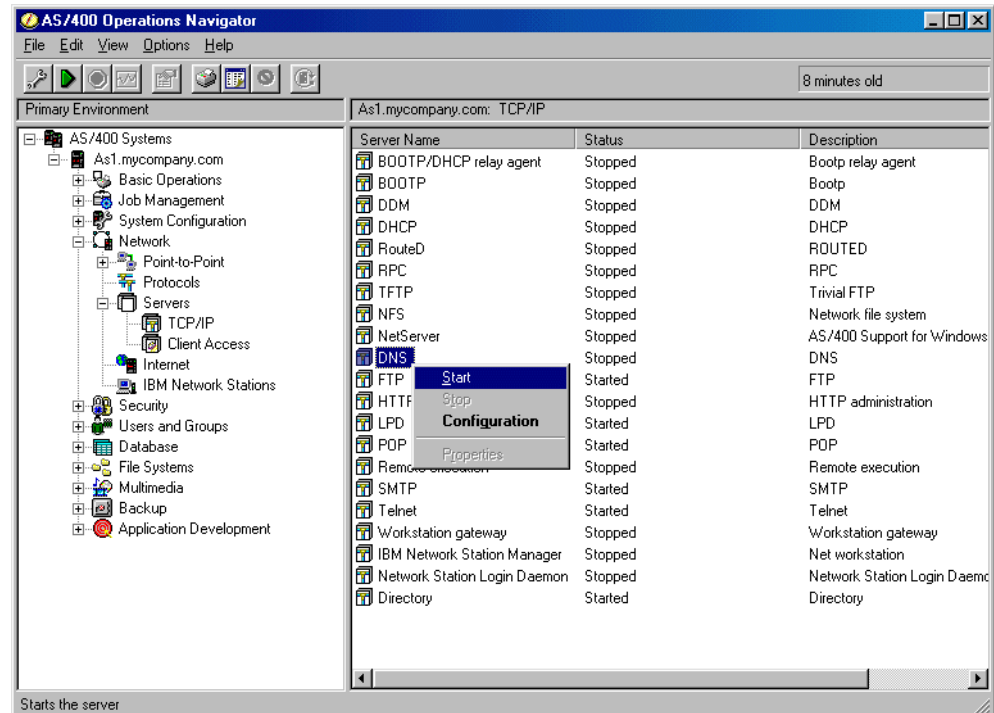 AS/400 Operations Navigator
File Edit View Options Help
8 minutes old
Primary Environment
As1.mycompany.com: TCP/IP
AS/400 Systems
As1.mycompany.com
Basic Operations
Job Management
System Configuration
Network
Point-to-Point
Protocols
Servers
TCP/IP
Client Access
Internet
IBM Network Stations
Security
Users and Groups
Database
File Systems
Multimedia
Backup
Application Development
Server Name Status Description
BOOTP/DHCP relay agent Stopped Bootp relay agent
BOOTP Stopped Bootp
DDM Stopped DDM
DHCP Stopped DHCP
RouteD Stopped ROUTED
RPC Stopped RPC
TFTP Stopped Trivial FTP
NFS Stopped Network file system
NetServer Stopped AS/400 Support for Windows
DNS Stopped DNS
FTP Started FTP
HTTP Started HTTP administration
LPD Started LPD
POP Started POP
Remote execution Stopped Remote execution
SMTP Started SMTP
Telnet Started Telnet
Workstation gateway Stopped Workstation gateway
IBM Network Station Manager Stopped Net workstation
Network Station Login Daemon Stopped Network Station Login Daemo
Directory Started Directory
Start
Stop
Configuration
Properties
Starts the server